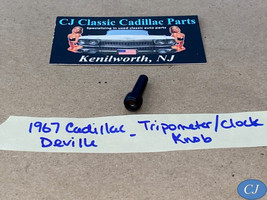 CJ Classic Cadillac Parts
Specializing in used classic auto parts
Kenilworth, NJ
1967 Cadillac - Tripometer/Clock
Deville Knob
CJ